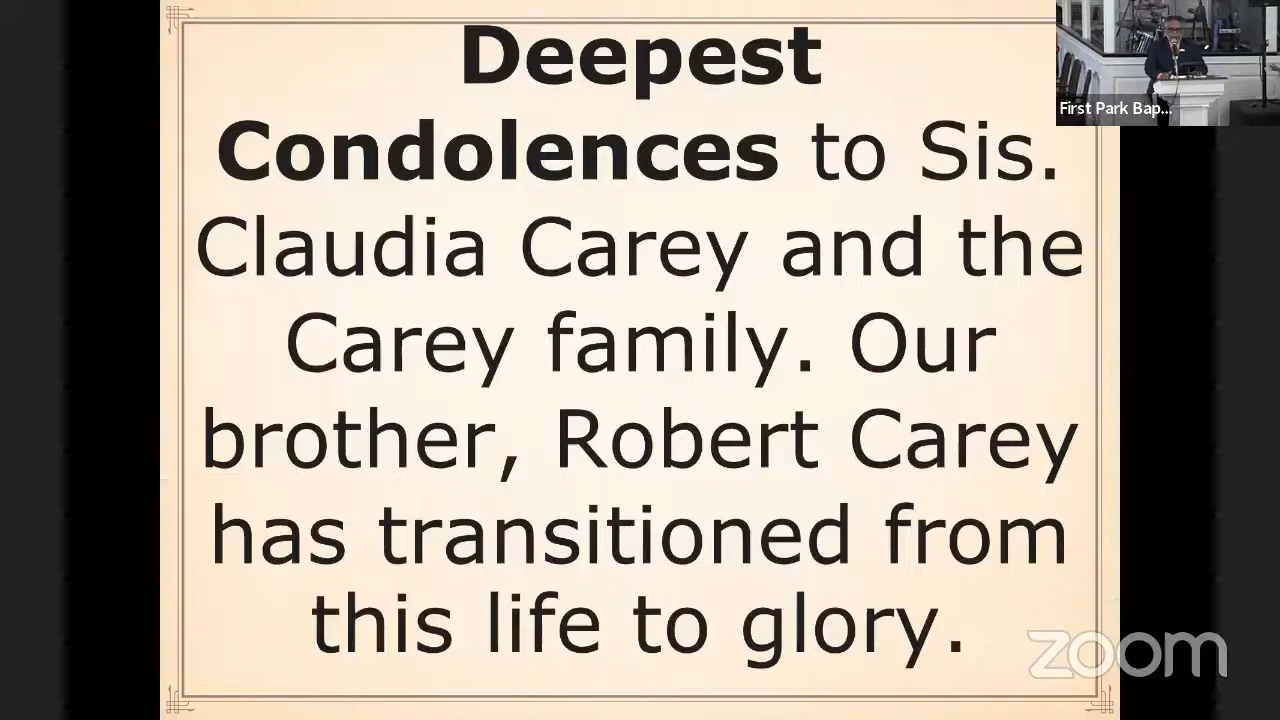 Deepest
Condolences to Sis.
Claudia Carey and the
Carey family. Our
brother, Robert Carey
has transitioned from
this life to glory.
First Park Bap...
zoom